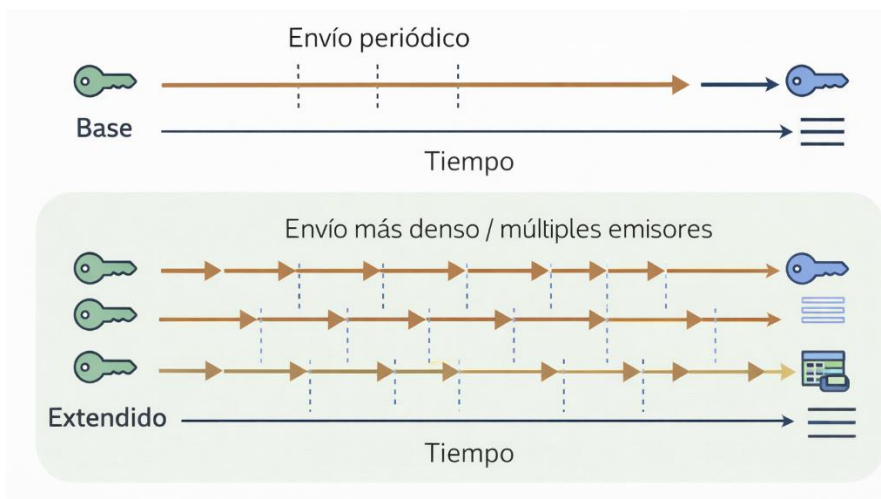 Envío periódico
Base
Tiempo
Envío más denso / múltiples emisores
Extendido
Tiempo